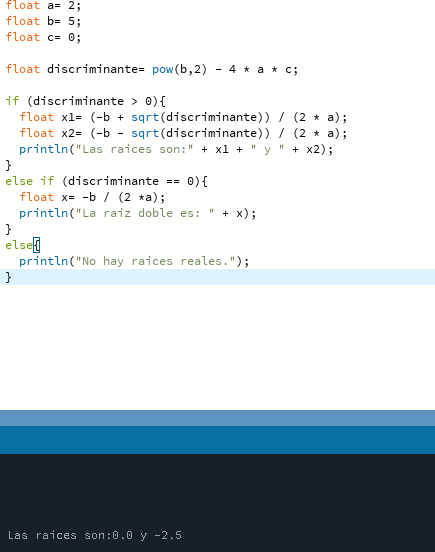 float a= 2;
float b= 5;
float c= 0;
float discriminante= pow(b,2) - 4 * a * c;
if (discriminante > 0){
float x1= (-b + sqrt(discriminante)) / (2 * a);
float x2= (-b - sqrt(discriminante)) / (2 * a);
println("Las raices son:" + x1 + " y " + x2);
}
else if (discriminante == 0){
float x= -b / (2 *a);
println("La raiz doble es: " + x);
}
else{
println("No hay raices reales.");
}
Las raices son:0.0 y -2.5